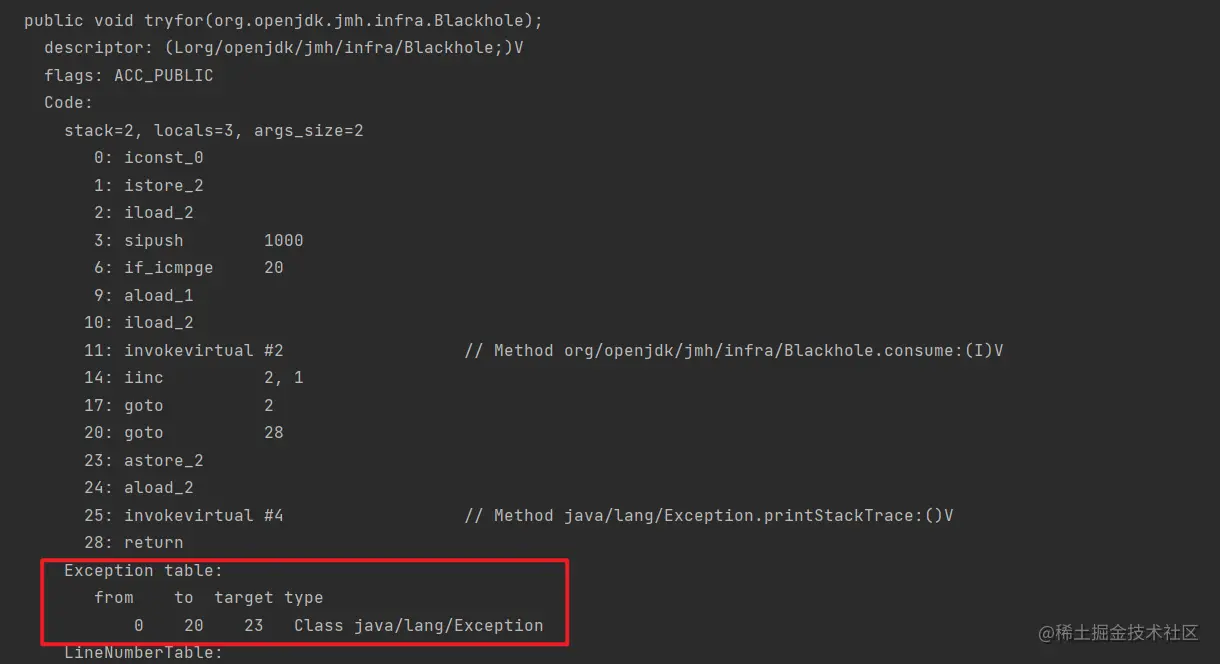 public void tryfor(org.openjdk.jmh.infra.Blackhole);
descriptor: (Lorg/openjdk/jmh/infra/Blackhole;)V
flags: ACC_PUBLIC
Code:
stack=2, locals=3, args_size=2
0: iconst_0
1: istore_2
2: iload_2
3: sipush 1000
6: if_icmpge 20
9: aload_1
10: iload_2
11: invokevirtual #2 // Method org/openjdk/jmh/infra/Blackhole.consume:(I)V
14: iinc 2, 1
17: goto 2
20: goto 28
23: astore_2
24: aload_2
25: invokevirtual #4 // Method java/lang/Exception.printStackTrace:()V
28: return
Exception table:
from to target type
0 20 23 Class java/lang/Exception
LineNumberTable:
@稀土掘金技术社区